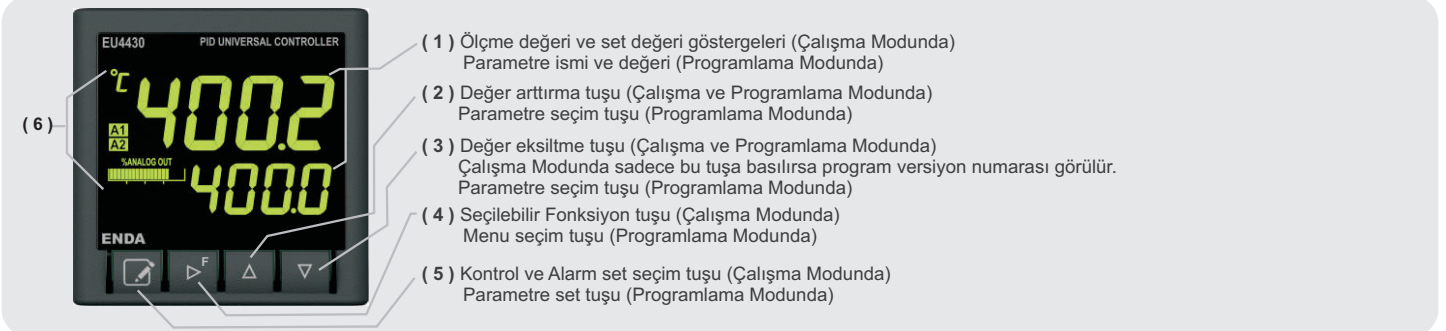 EU4430 PID UNIVERSAL CONTROLLER
°C
400.2
A1
A2
%ANALOG OUT
400.0
ENDA
F
( 6 )
( 1 ) Ölçme değeri ve set değeri göstergeleri (Çalışma Modunda)
Parametre ismi ve değeri (Programlama Modunda)
( 2 ) Değer arttırma tuşu (Çalışma ve Programlama Modunda)
Parametre seçim tuşu (Programlama Modunda)
( 3 ) Değer eksiltme tuşu (Çalışma ve Programlama Modunda)
Çalışma Modunda sadece bu tuşa basılırsa program versiyon numarası görülür.
Parametre seçim tuşu (Programlama Modunda)
( 4 ) Seçilebilir Fonksiyon tuşu (Çalışma Modunda)
Menu seçim tuşu (Programlama Modunda)
( 5 ) Kontrol ve Alarm set seçim tuşu (Çalışma Modunda)
Parametre set tuşu (Programlama Modunda)